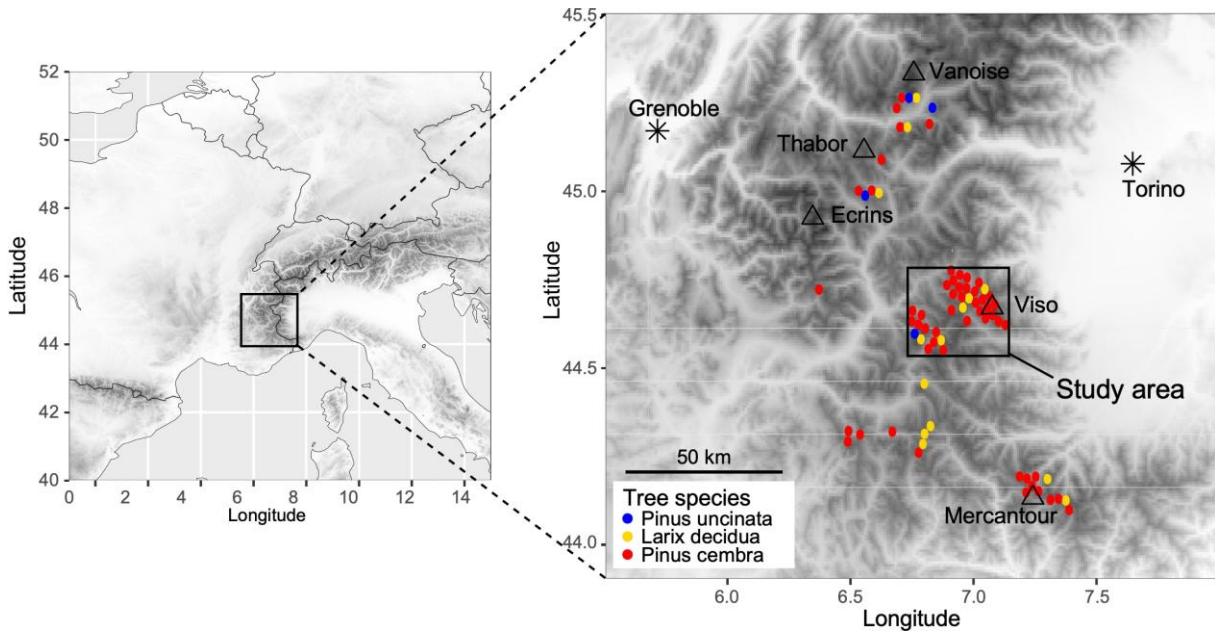 52
50
48
46
44
42
40
Latitude
0
2
4
6
8
10
12
14
Longitude
45.5
45.0
44.5
44.0
Latitude
Vanoise
Grenoble
Thabor
Torino
Ecrins
Viso
Study area
50 km
Mercantour
Tree species
Pinus uncinata
Larix decidua
Pinus cembra
6.0
6.5
7.0
7.5
Longitude